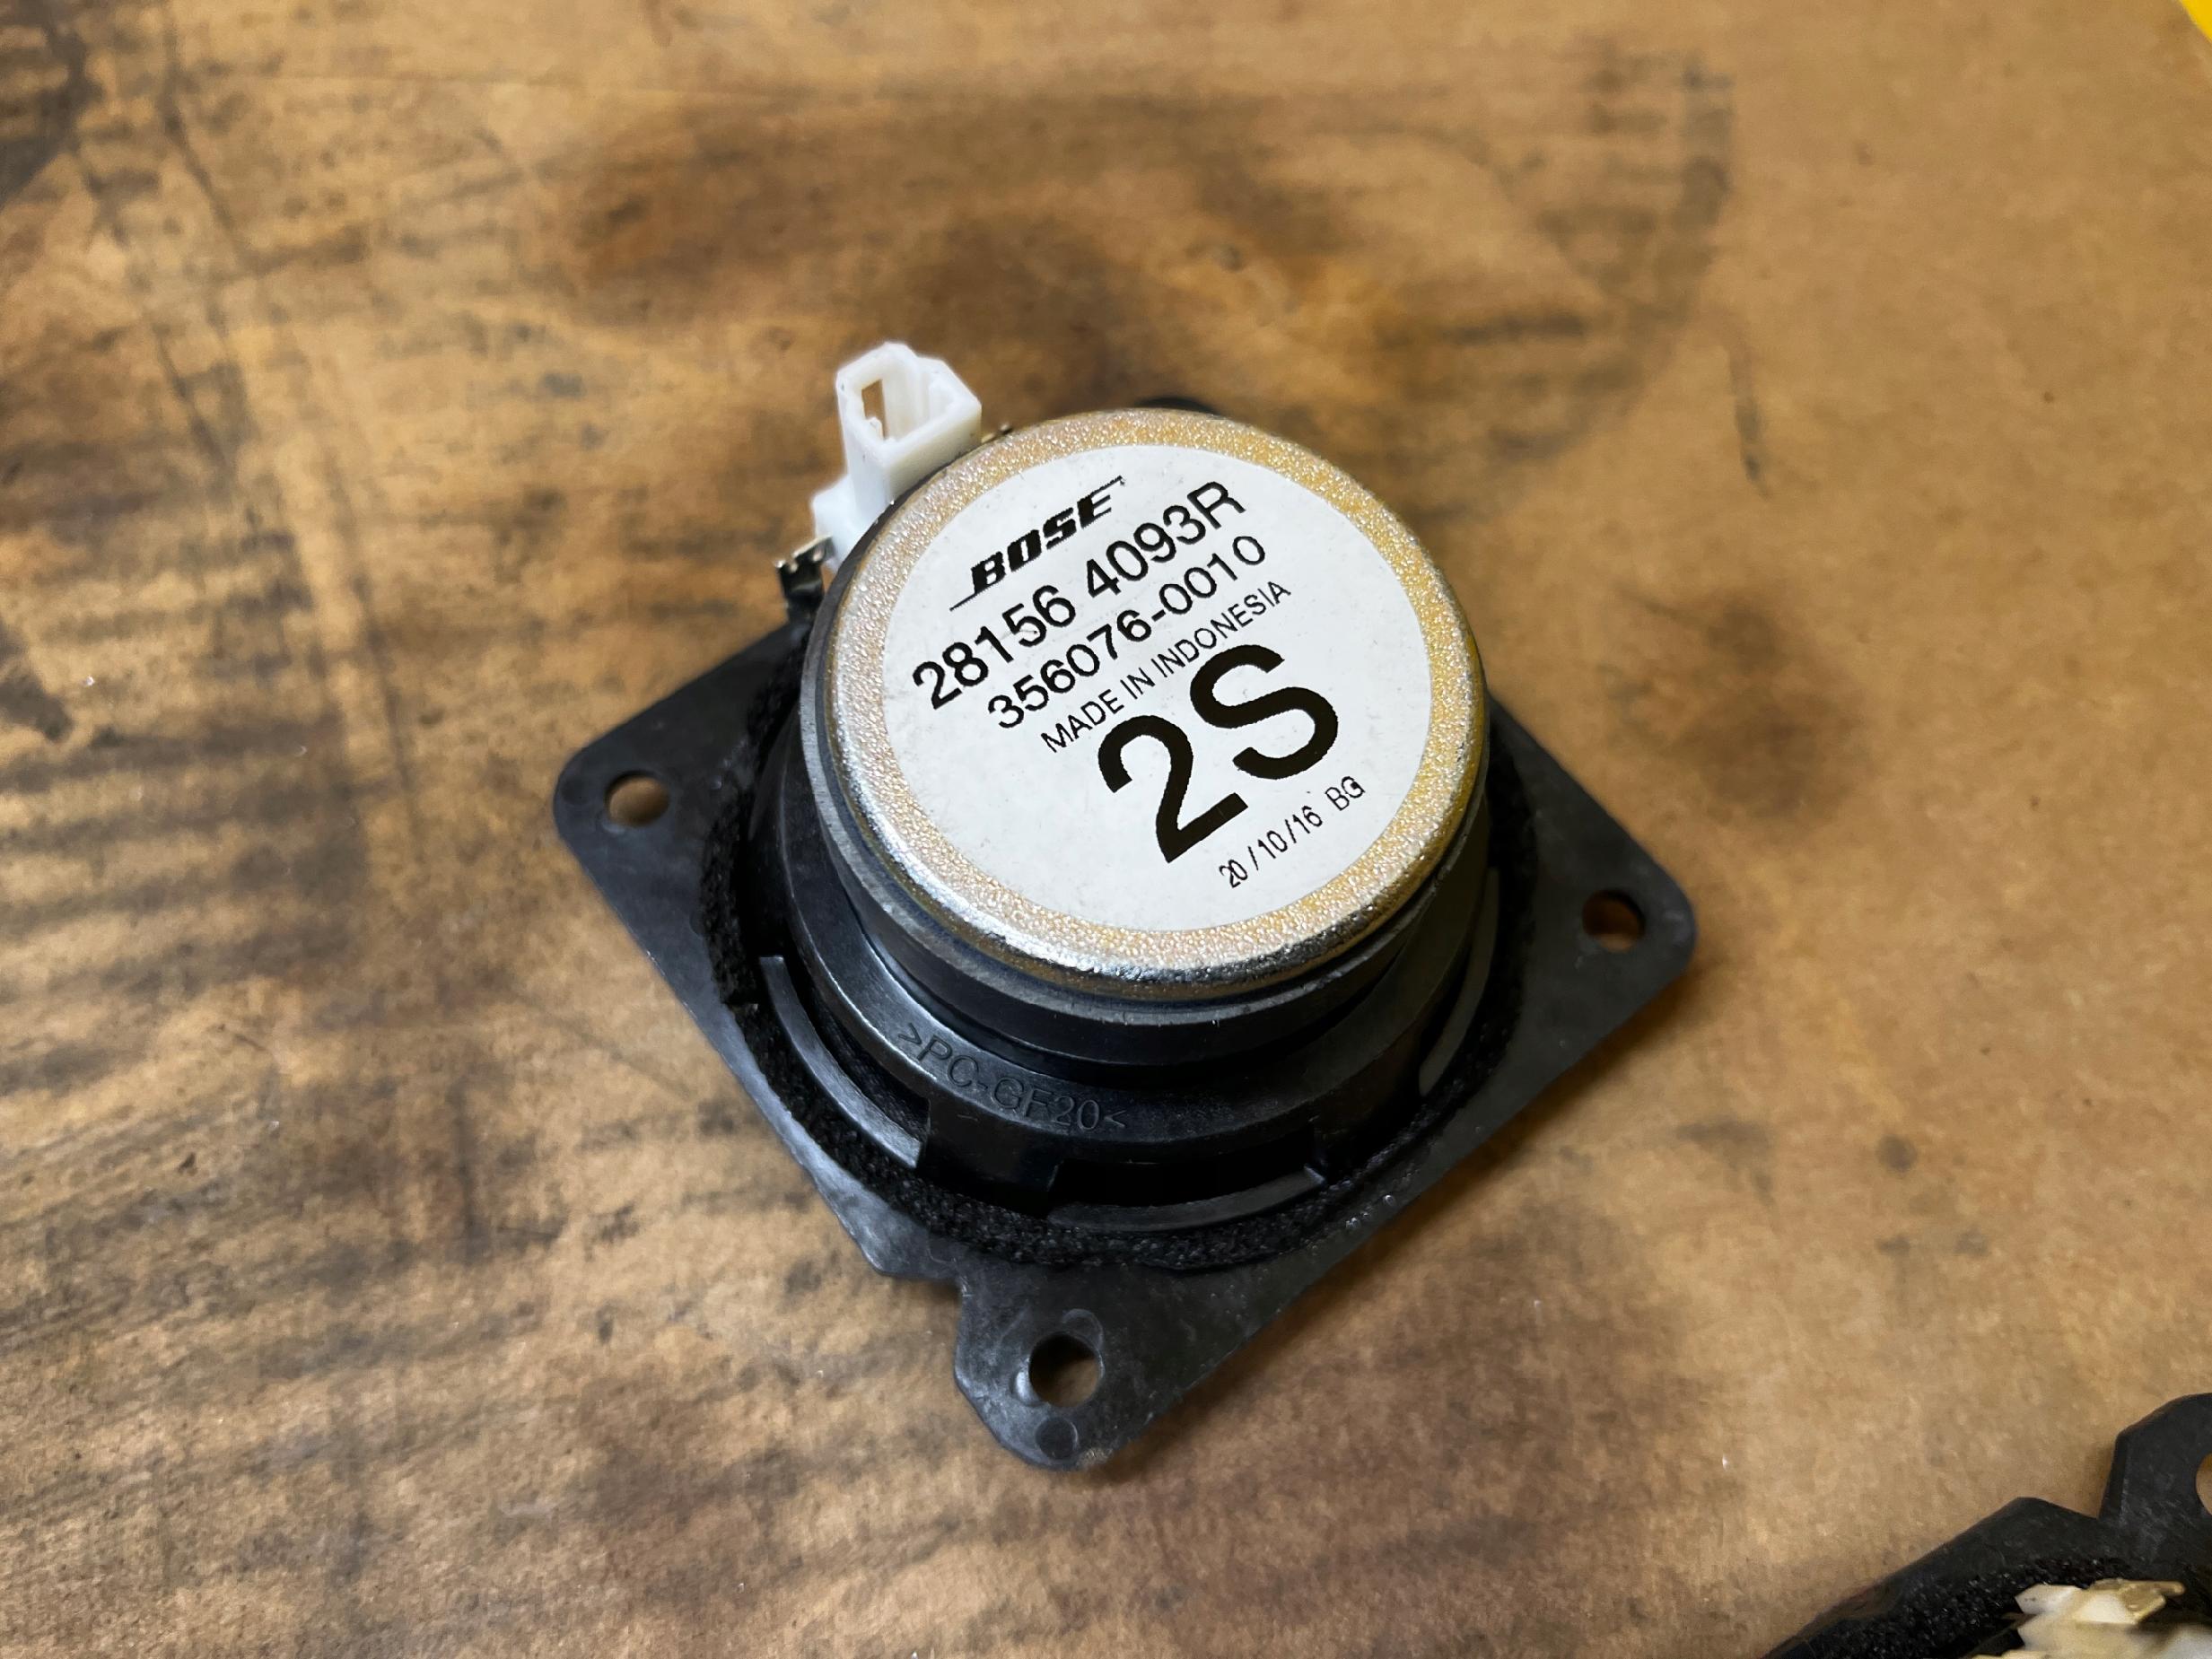 BOSE
28156 4093R
356076-0010
MADE IN INDONESIA
2S
20/10/16 BG
>PC-GF20<